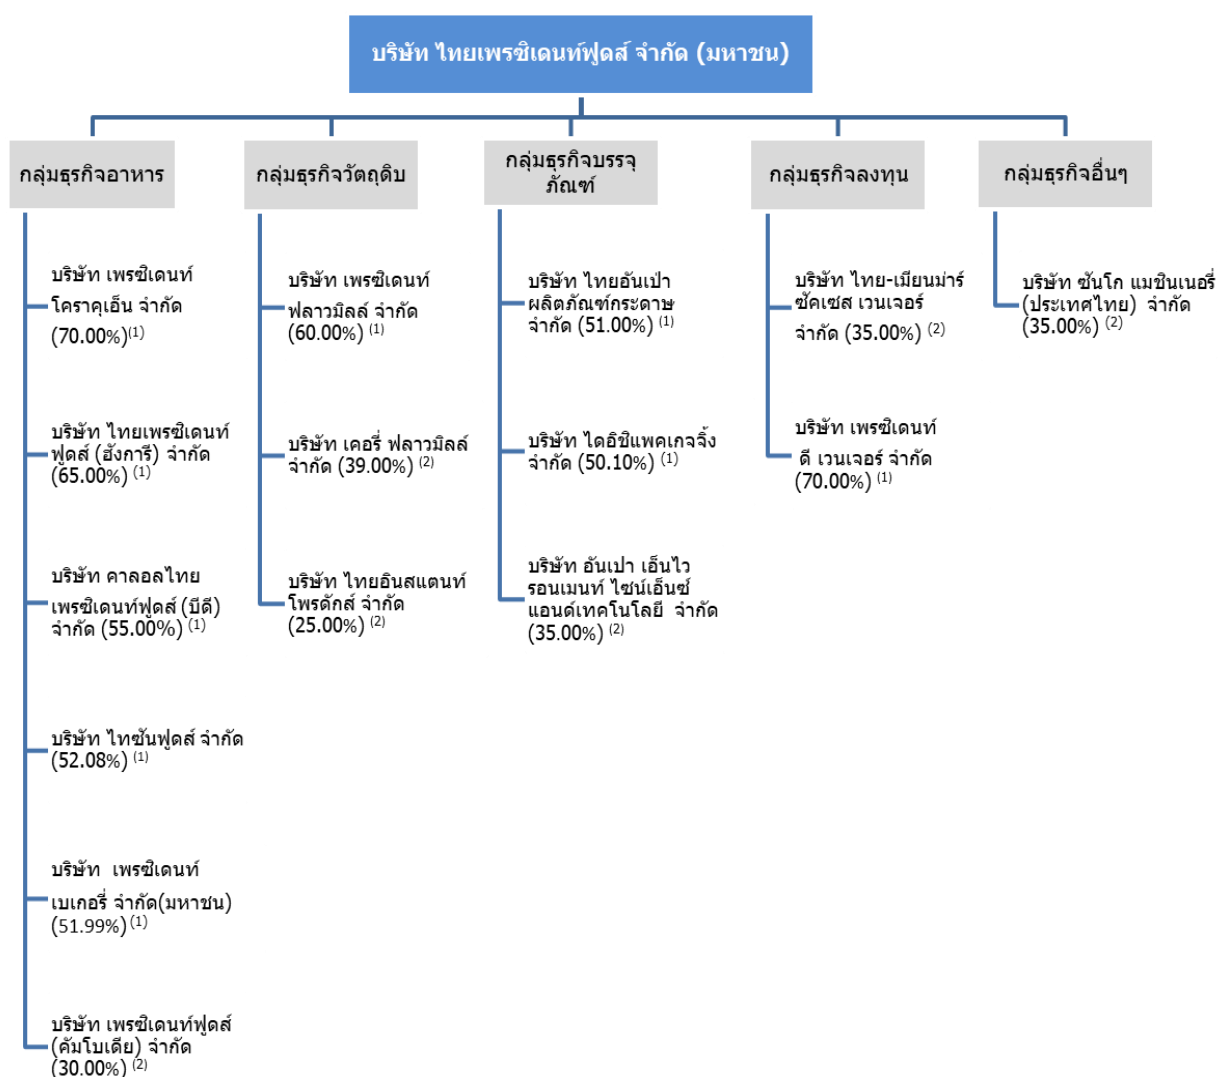 บริษัท ไทยเพรซิเดนท์ฟูดส์ จำกัด (มหาชน)
กลุ่มธุรกิจอาหาร
บริษัท เพรซิเดนท์
โคราคุเอ็น จำกัด
(70.00%)(1)
บริษัท ไทยเพรซิเดนท์
ฟูดส์ (ฮังการี) จำกัด
(65.00%) (1)
บริษัท คาลอลไทย
เพรซิเดนท์ฟูดส์ (บีดี)
จำกัด (55.00%) (1)
บริษัท ไทซันฟูดส์ จำกัด
(52.08%) (1)
บริษัท เพรซิเดนท์
เบเกอรี่ จำกัด(มหาชน)
(51.99%) (1)
บริษัท เพรซิเดนท์ฟูดส์
(คัมโบเดีย) จำกัด
(30.00%) (2)
กลุ่มธุรกิจวัตถุดิบ
บริษัท เพรซิเดนท์
ฟลาวมิลล์ จำกัด
(60.00%) (1)
บริษัท เคอรี่ ฟลาวมิลล์
จำกัด (39.00%) (2)
บริษัท ไทยอินสแตนท์
โพรดักส์ จำกัด
(25.00%) (2)
กลุ่มธุรกิจบรรจุ
ภัณฑ์
บริษัท ไทยอันเป่า
ผลิตภัณฑ์กระดาษ
จำกัด (51.00%) (1)
บริษัท ไดอิชิแพคเกจจิ้ง
จำกัด (50.10%) (1)
บริษัท อันเปา เอ็นไว
รอนเมนท์ ไซน์เอ็นซ์
แอนด์เทคโนโลยี จำกัด
(35.00%) (2)
กลุ่มธุรกิจลงทุน
บริษัท ไทย-เมียนม่าร์
ซัคเซส เวนเจอร์
จำกัด (35.00%) (2)
บริษัท เพรซิเดนท์
ดี เวนเจอร์ จำกัด
(70.00%) (1)
กลุ่มธุรกิจอื่นๆ
บริษัท ซันโก แมชินเนอรี่
(ประเทศไทย) จำกัด
(35.00%) (2)